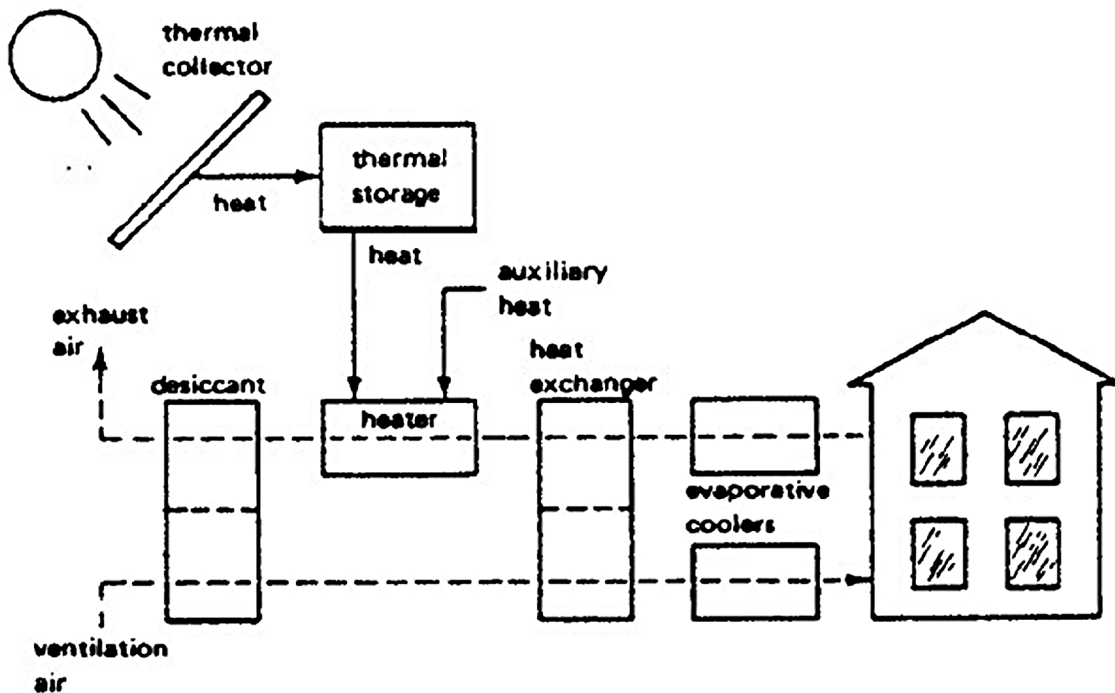 thermal
collector
thermal
storage
heat
heat
auxiliary
heat
exhaust
air
heat
exchanger
desiccant
heater
evaporative
coolers
ventilation
air